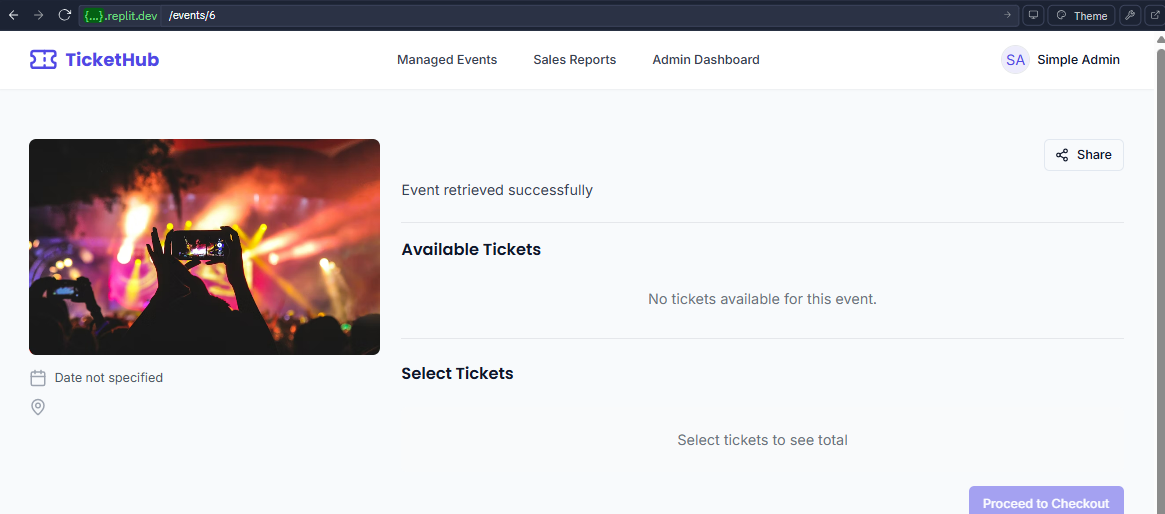 {...}.replit.dev /events/6
Theme
TicketHub
Managed Events Sales Reports Admin Dashboard
SA Simple Admin
Share
Event retrieved successfully
Available Tickets
No tickets available for this event.
Date not specified
Select Tickets
Select tickets to see total
Proceed to Checkout